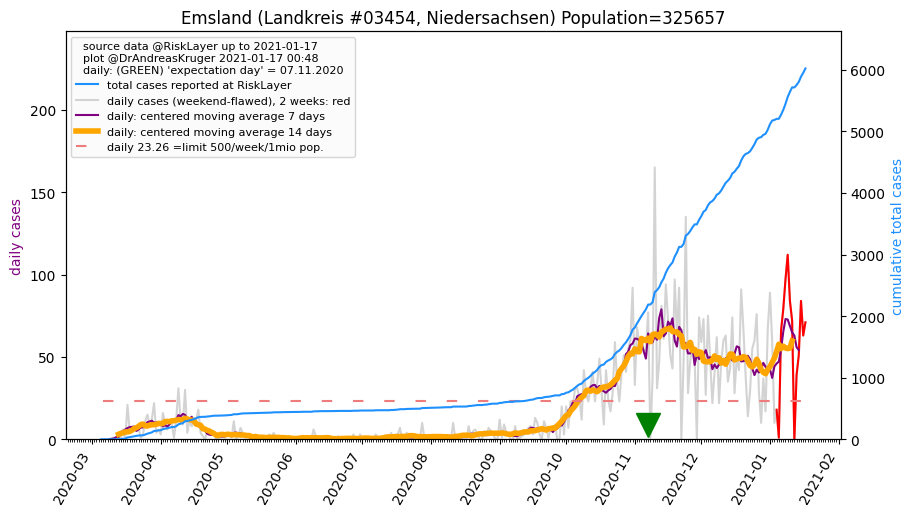 Emsland (Landkreis #03454, Niedersachsen) Population=325657
source data @RiskLayer up to 2021-01-17
plot @DrAndreasKruger 2021-01-17 00:48
daily: (GREEN) 'expectation day' = 07.11.2020
total cases reported at RiskLayer
daily cases (weekend-flawed), 2 weeks: red
daily: centered moving average 7 days
daily: centered moving average 14 days
daily 23.26 =limit 500/week/1mio pop.
daily cases
200
150
100
50
0
cumulative total cases
6000
5000
4000
3000
2000
1000
0
2020-03
2020-04
2020-05
2020-06
2020-07
2020-08
2020-09
2020-10
2020-11
2020-12
2021-01
2021-02